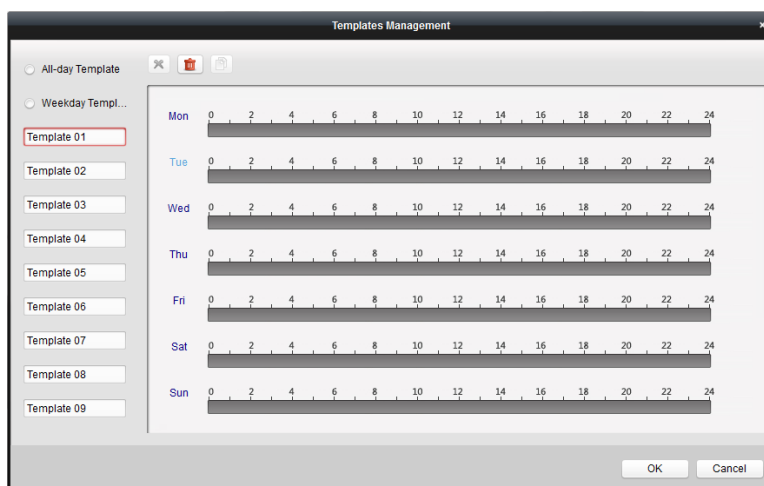 Templates Management
All-day Template
Weekday Templ...
Template 01
Template 02
Template 03
Template 04
Template 05
Template 06
Template 07
Template 08
Template 09
Mon 0 2 4 6 8 10 12 14 16 18 20 22 24
Tue 0 2 4 6 8 10 12 14 16 18 20 22 24
Wed 0 2 4 6 8 10 12 14 16 18 20 22 24
Thu 0 2 4 6 8 10 12 14 16 18 20 22 24
Fri 0 2 4 6 8 10 12 14 16 18 20 22 24
Sat 0 2 4 6 8 10 12 14 16 18 20 22 24
Sun 0 2 4 6 8 10 12 14 16 18 20 22 24
OK Cancel